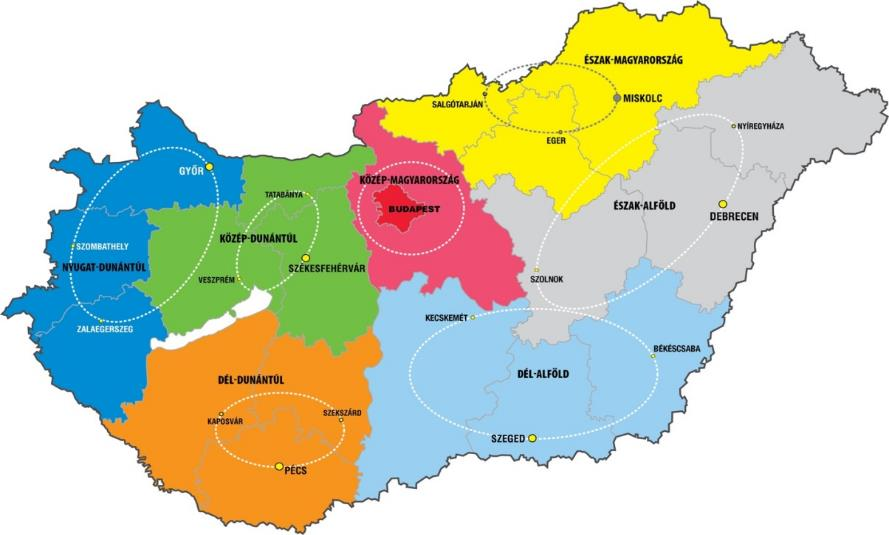 ÉSZAK-MAGYARORSZÁG
SALGÓTARJÁN
MISKOLC
EGER
NYÍREGYHÁZA
GYŐR
KÖZÉP-MAGYARORSZÁG
TATABÁNYA
BUDAPEST
ÉSZAK-ALFÖLD
DEBRECEN
SZOMBATHELY
KÖZÉP-DUNÁNTÚL
NYUGAT-DUNÁNTÚL
SZÉKESFEHÉRVÁR
VESZPRÉM
SZOLNOK
ZALAEGERSZEG
KECSKEMÉT
BÉKÉSCSABA
DÉL-DUNÁNTÚL
DÉL-ALFÖLD
KAPOSVÁR
SZEKSZÁRD
SZEGED
PÉCS